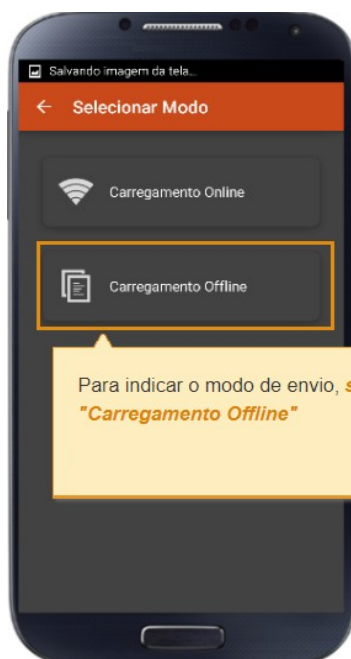 Salvando imagem da tela...
Selecionar Modo
Carregamento Online
Carregamento Offline
Para indicar o modo de envio,
"Carregamento Offline"